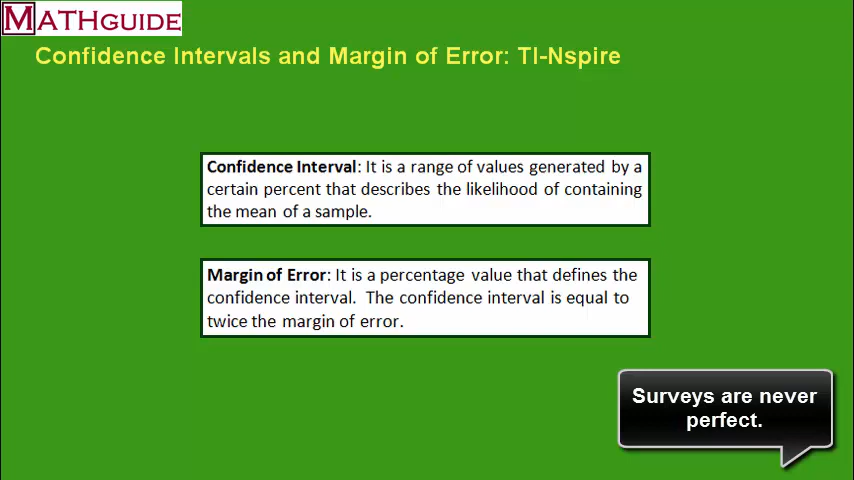 MATHGUIDE
Confidence Intervals and Margin of Error: TI-Nspire
Confidence Interval: It is a range of values generated by a
certain percent that describes the likelihood of containing
the mean of a sample.
Margin of Error: It is a percentage value that defines the
confidence interval. The confidence interval is equal to
twice the margin of error.
Surveys are never
perfect.